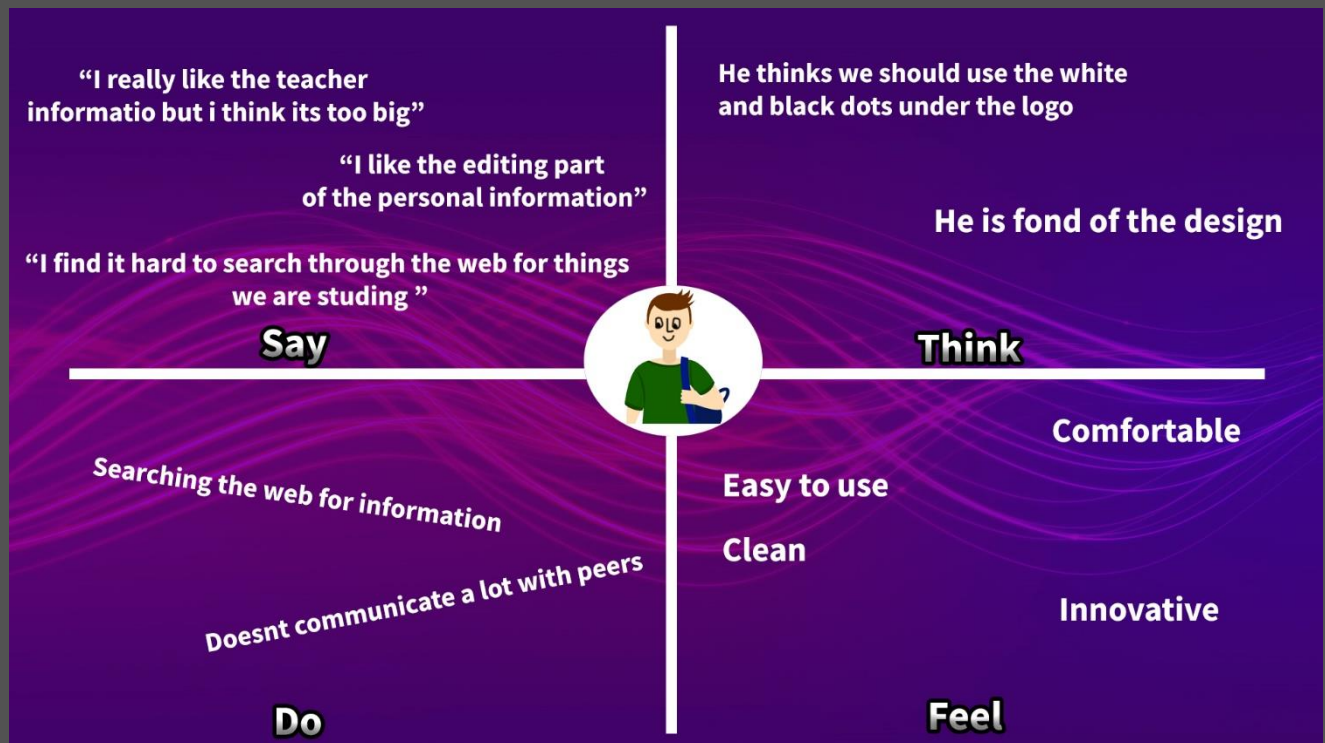 “I really like the teacher
informatio but i think its too big”
“I like the editing part
of the personal information”
“I find it hard to search through the web for things
we are studing ”
Say
He thinks we should use the white
and black dots under the logo
He is fond of the design
Think
Searching the web for information
Doesnt communicate a lot with peers
Do
Comfortable
Easy to use
Clean
Innovative
Feel